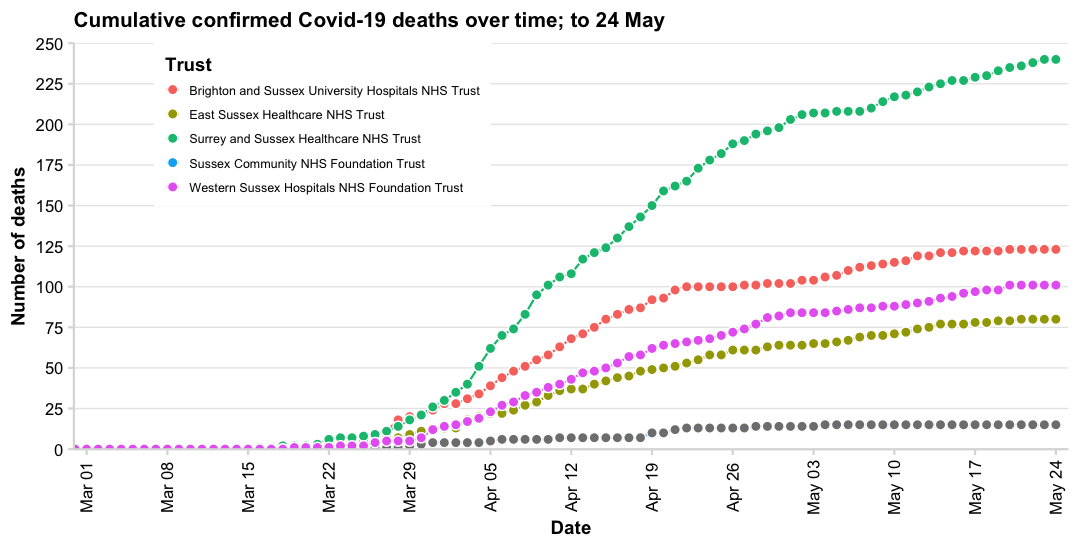 Cumulative confirmed Covid-19 deaths over time; to 24 May
250
225
200
175
150
125
100
75
50
25
0
Number of deaths
Trust
Brighton and Sussex University Hospitals NHS Trust
East Sussex Healthcare NHS Trust
Surrey and Sussex Healthcare NHS Trust
Sussex Community NHS Foundation Trust
Western Sussex Hospitals NHS Foundation Trust
Mar 01
Mar 08
Mar 15
Mar 22
Mar 29
Apr 05
Apr 12
Apr 19
Apr 26
May 03
May 10
May 17
May 24
Date